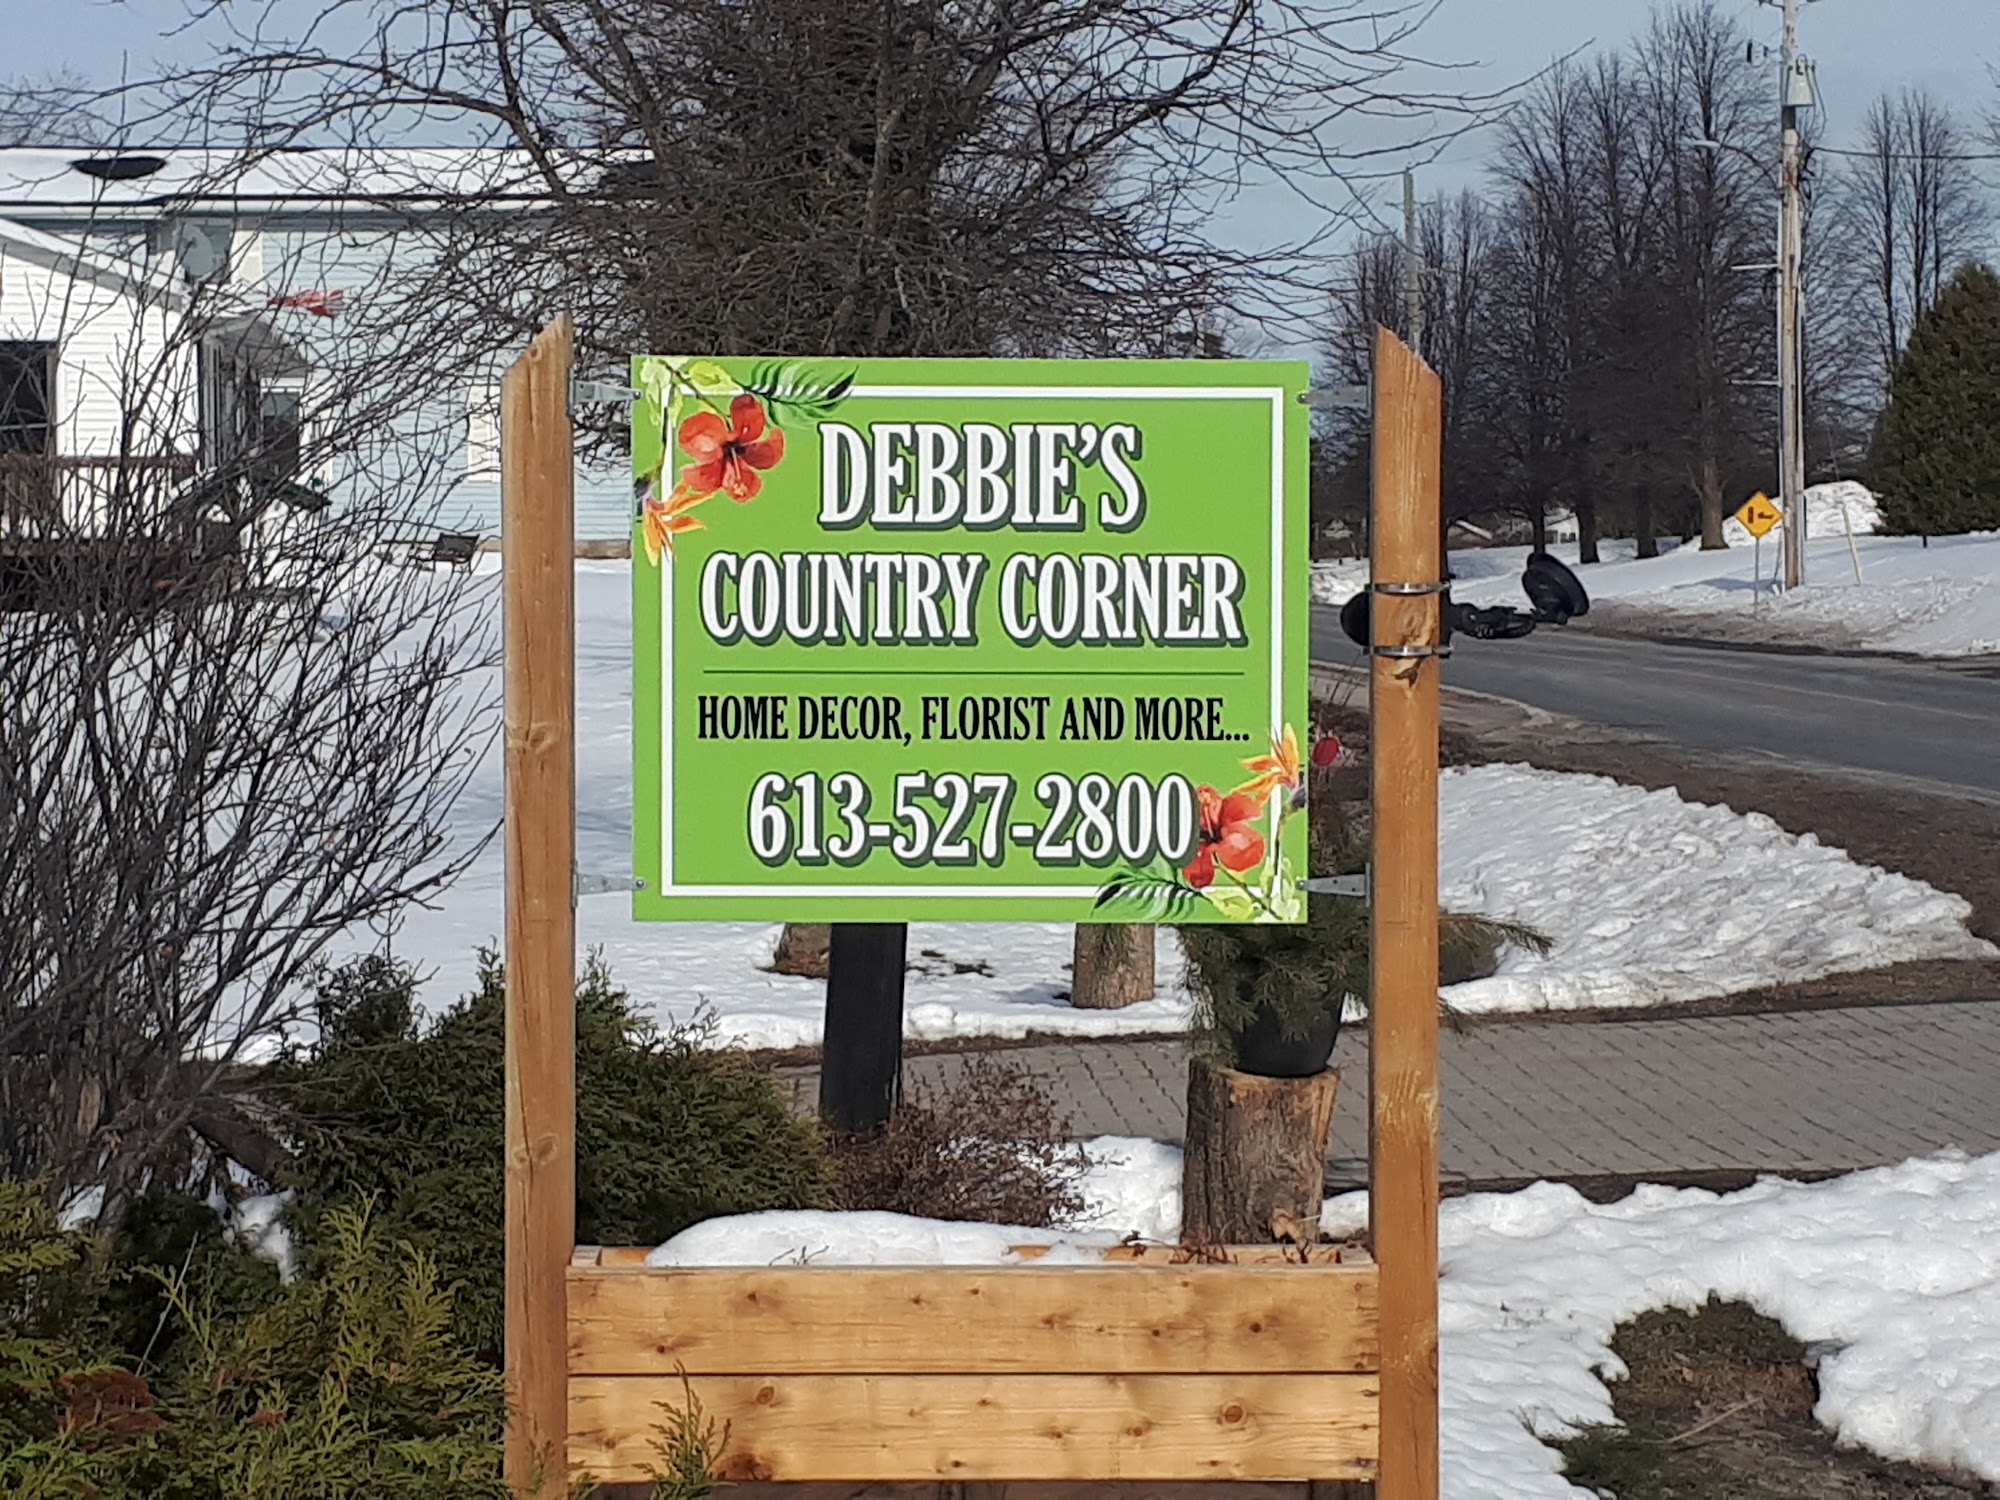 DEBBIE'S
COUNTRY CORNER
HOME DECOR, FLORIST AND MORE...
613-527-2800